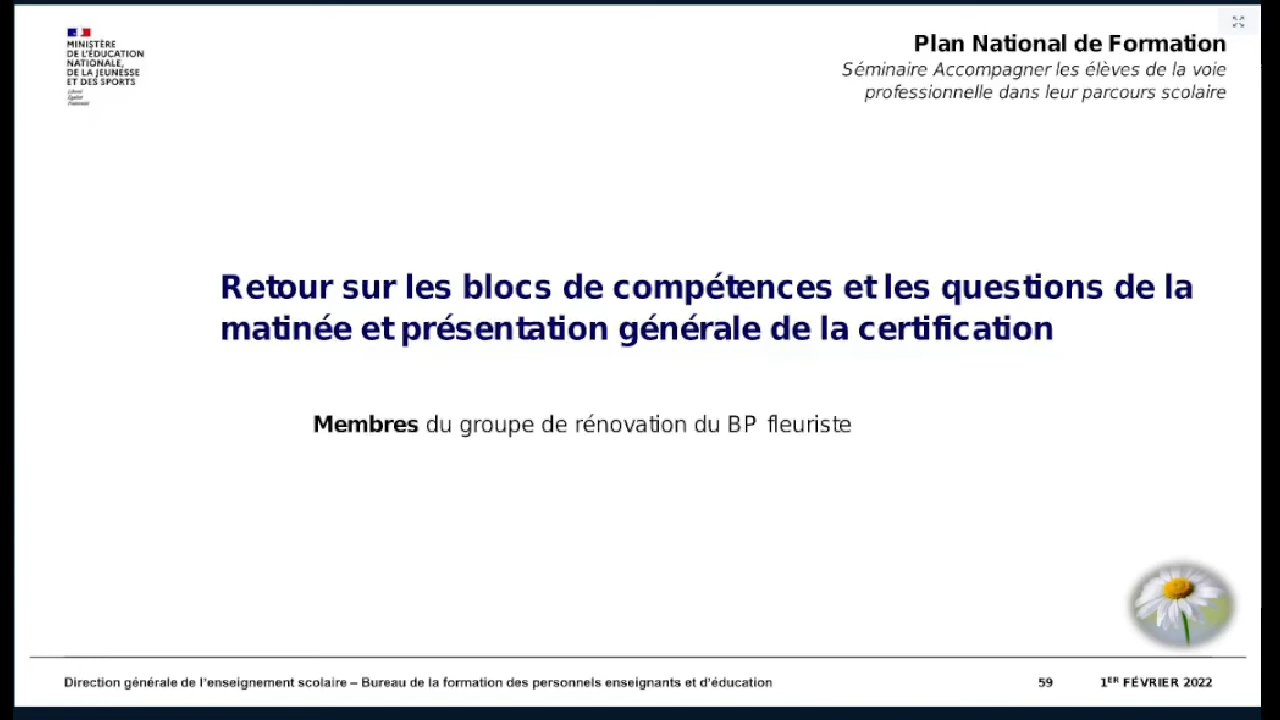 MINISTÈRE
DE L'ÉDUCATION
NATIONALE,
DE LA JEUNESSE
ET DES SPORTS
Liberté
Égalité
Fraternité
Plan National de Formation
Séminaire Accompagner les élèves de la voie
professionnelle dans leur parcours scolaire
Retour sur les blocs de compétences et les questions de la
matinée et présentation générale de la certification
Membres du groupe de rénovation du BP fleuriste
Direction générale de l'enseignement scolaire – Bureau de la formation des personnels enseignants et d'éducation
59
1ER FÉVRIER 2022